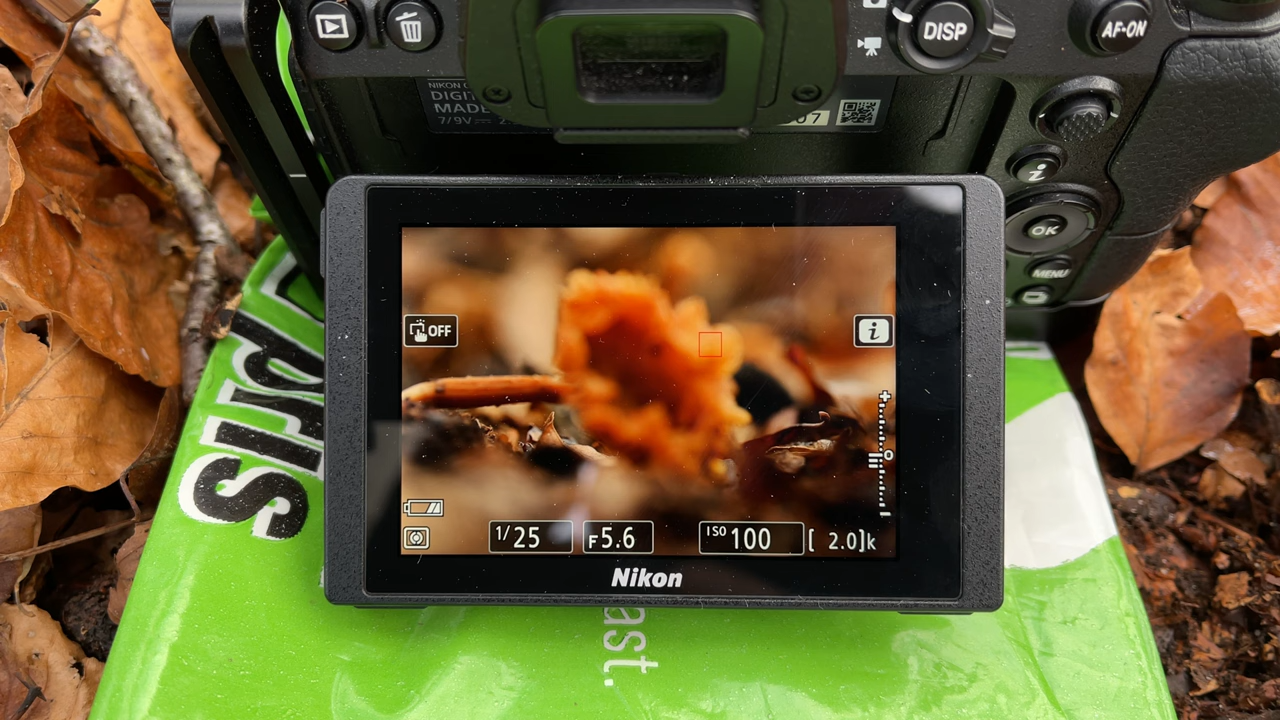 DISP
AF-ON
NIKON
DIGIT
MADE
7/9V
07
i
OK
MENU
OFF
i
1/25
F5.6
ISO 100
[ 2.0]k
Nikon
ast.